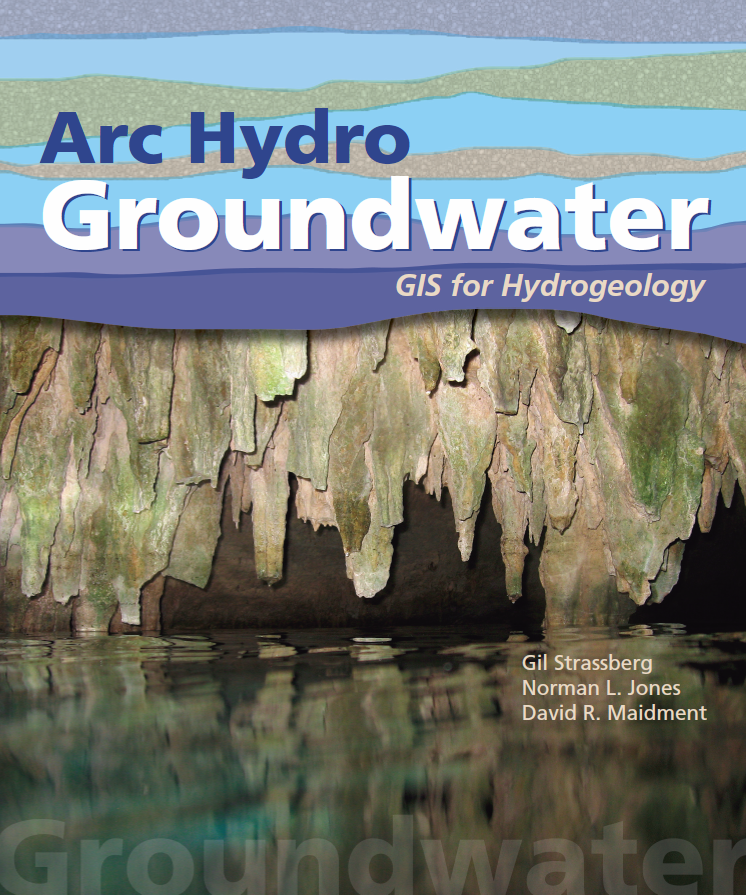 Arc Hydro
Groundwater
GIS for Hydrogeology
Gil Strassberg
Norman L. Jones
David R. Maidment
Groundwater